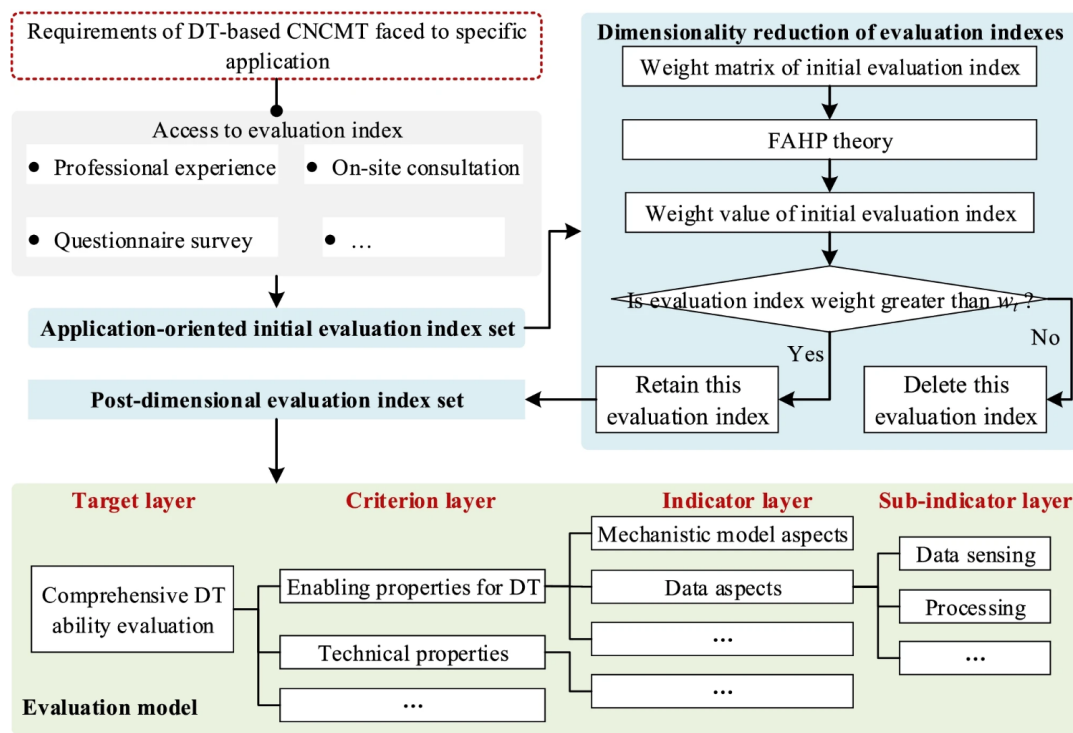 Requirements of DT-based CNCMT faced to specific
application
Access to evaluation index
● Professional experience
● On-site consultation
● Questionnaire survey
● …
Application-oriented initial evaluation index set
Post-dimensional evaluation index set
Dimensionality reduction of evaluation indexes
Weight matrix of initial evaluation index
FAHP theory
Weight value of initial evaluation index
Is evaluation index weight greater than wₜ?
Yes
No
Retain this
evaluation index
Delete this
evaluation index
Target layer
Criterion layer
Indicator layer
Sub-indicator layer
Comprehensive DT
ability evaluation
Enabling properties for DT
Technical properties
...
Mechanistic model aspects
Data aspects
...
...
Data sensing
Processing
...
Evaluation model